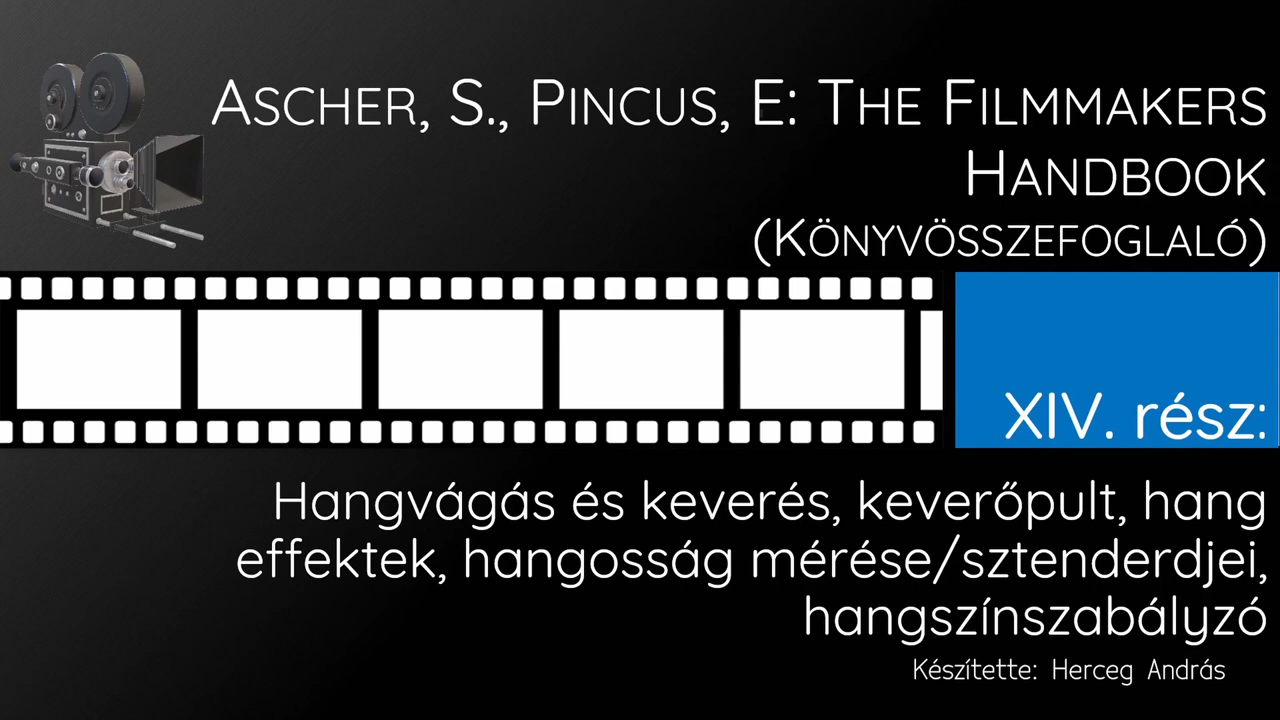 Ascher, S., Pincus, E: The Filmmakers
Handbook
(Könyvösszefoglaló)
XIV. rész:
Hangvágás és keverés, keverőpult, hang
effektek, hangosság mérése/sztenderdjei,
hangszínszabályzó
Készítette: Herceg András